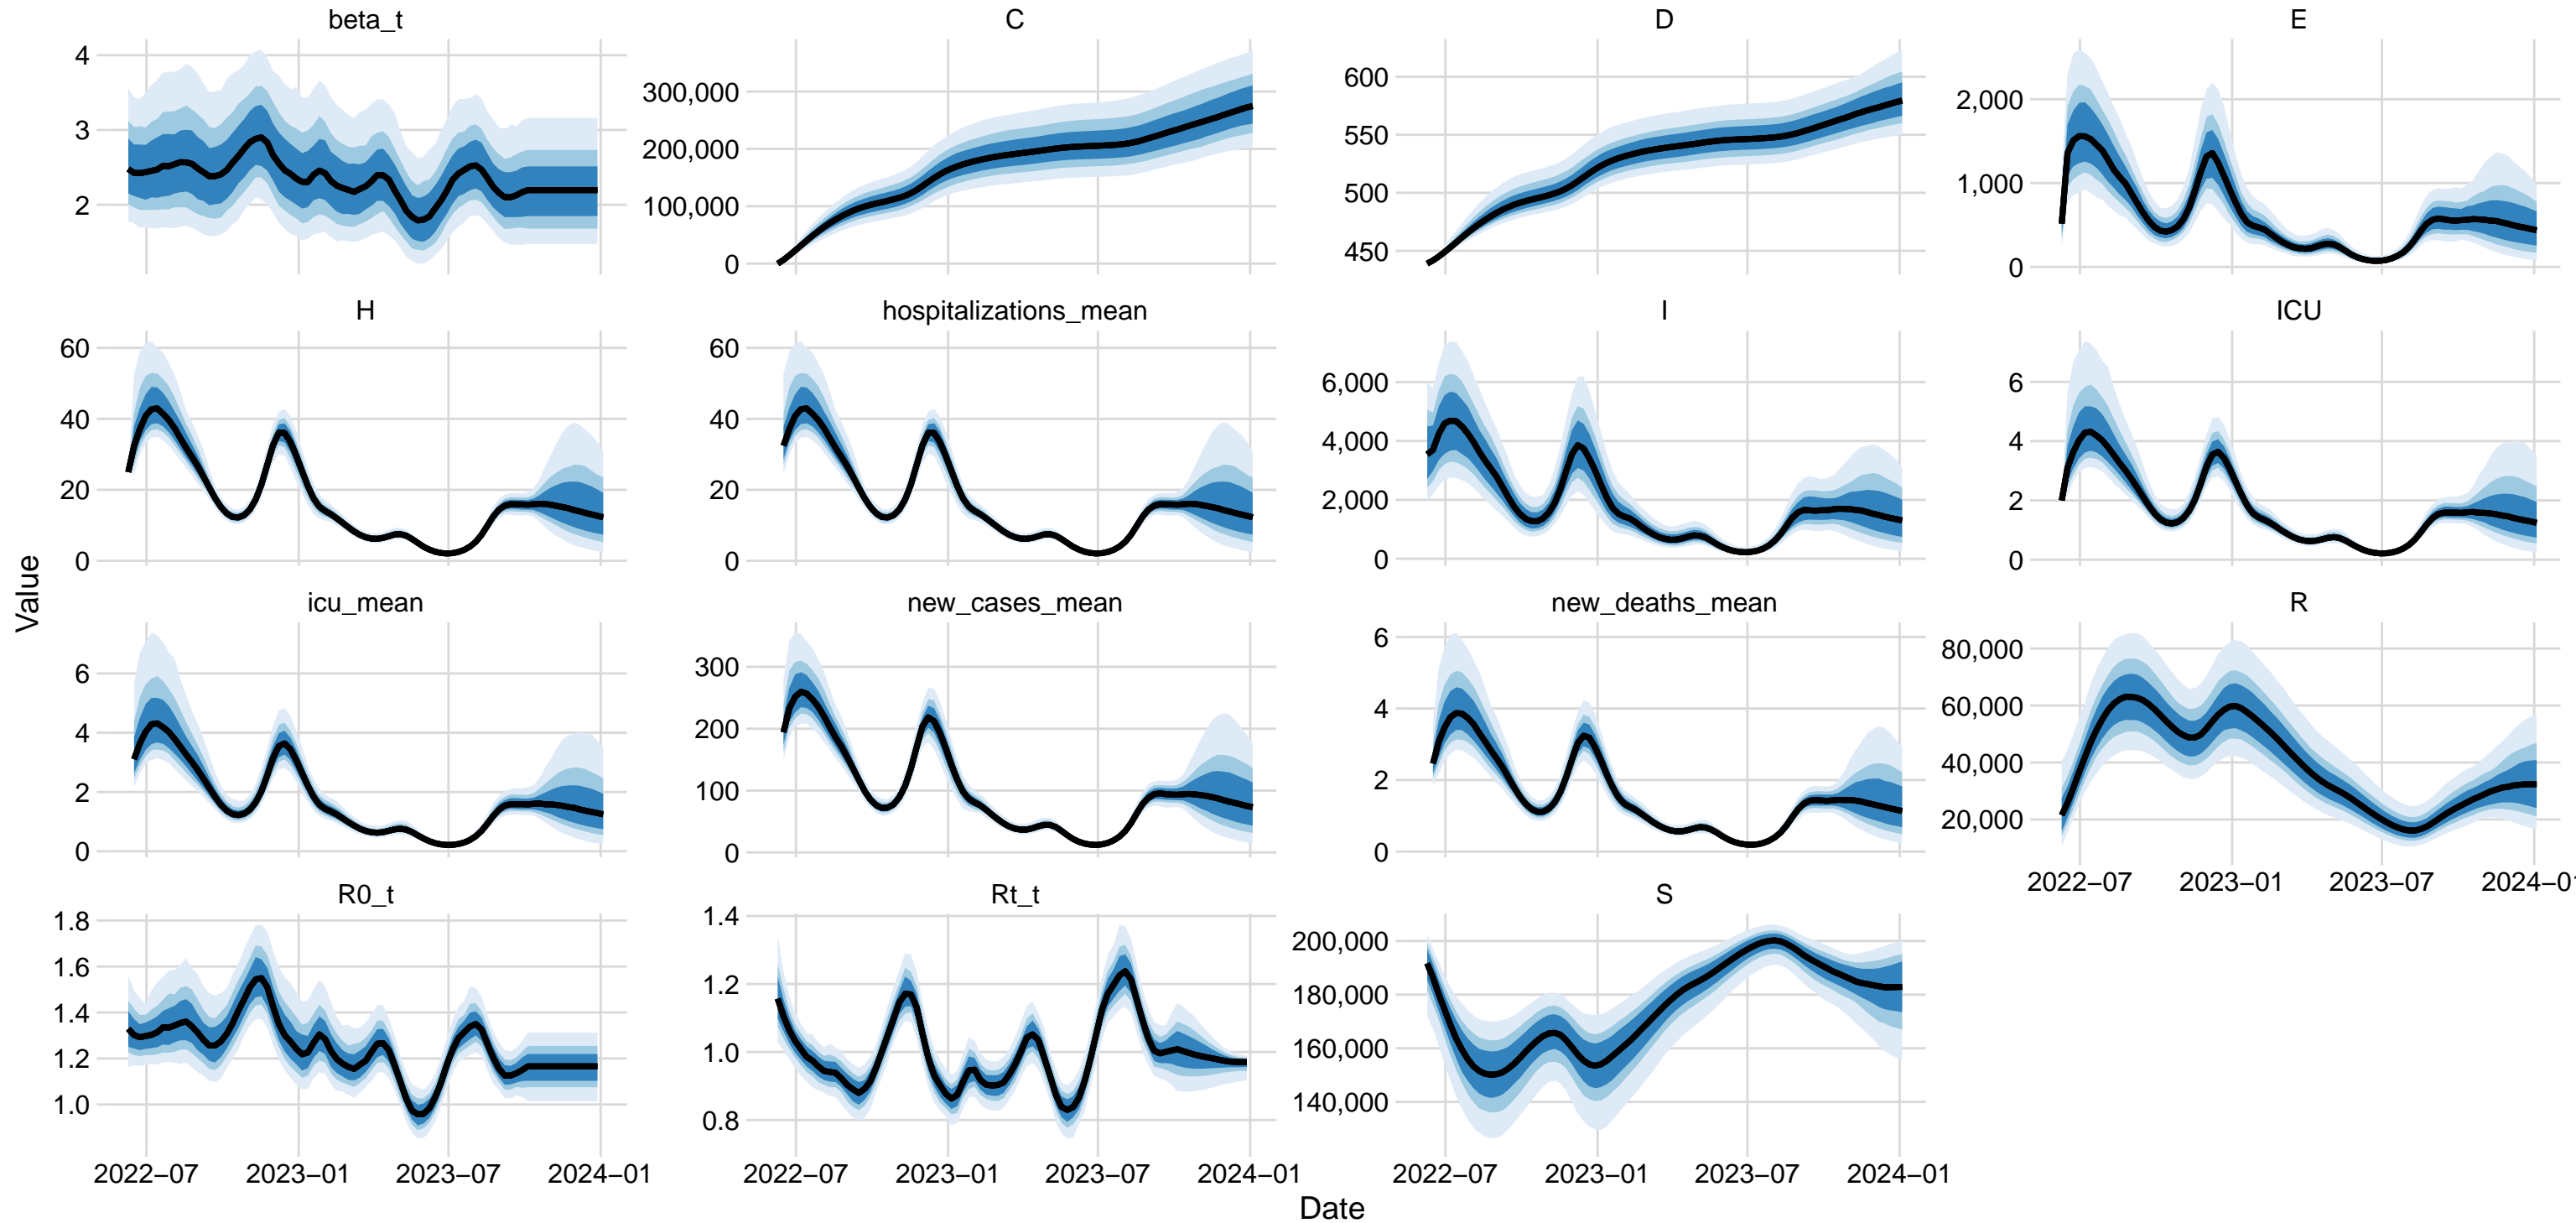 beta_t
C
D
E
4
3
2
300,000
200,000
100,000
0
600
550
500
450
2,000
1,000
0
H
hospitalizations_mean
I
ICU
60
40
20
0
60
40
20
0
6,000
4,000
2,000
0
6
4
2
0
Value
icu_mean
new_cases_mean
new_deaths_mean
R
6
4
2
0
300
200
100
0
6
4
2
0
80,000
60,000
40,000
20,000
2022−07 2023−01 2023−07 2024−01
R0_t
Rt_t
S
1.8
1.6
1.4
1.2
1.0
1.4
1.2
1.0
0.8
200,000
180,000
160,000
140,000
2022−07 2023−01 2023−07 2024−01
2022−07 2023−01 2023−07 2024−01
2022−07 2023−01 2023−07 2024−01
Date